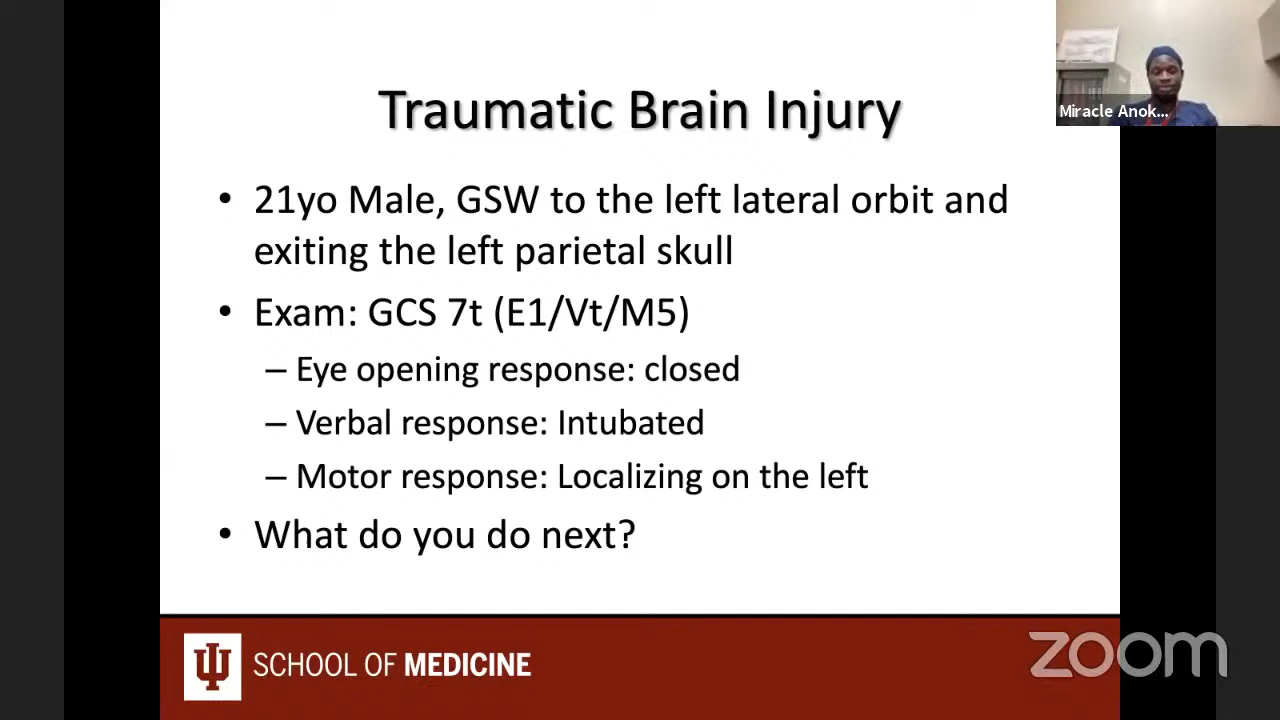 Traumatic Brain Injury
Miracle Anok...
• 21yo Male, GSW to the left lateral orbit and
exiting the left parietal skull
• Exam: GCS 7t (E1/Vt/M5)
– Eye opening response: closed
– Verbal response: Intubated
– Motor response: Localizing on the left
• What do you do next?
SCHOOL OF MEDICINE
zoom